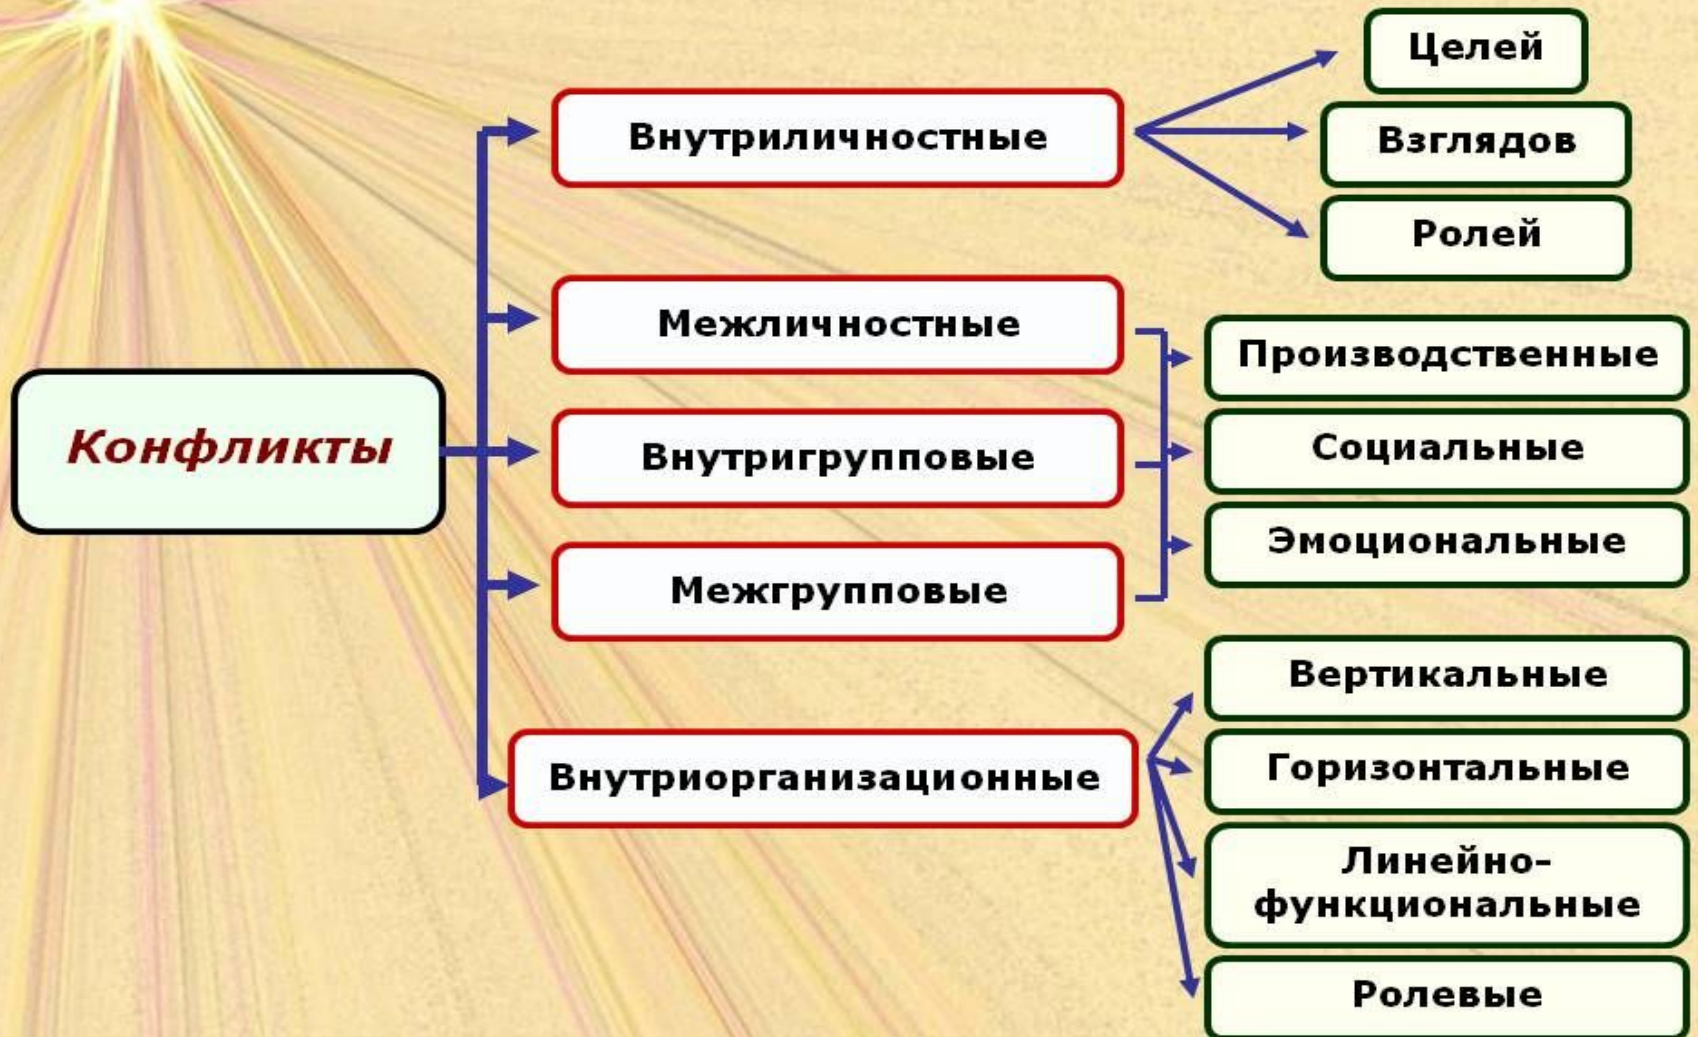 Конфликты
Внутриличностные
Целей
Взглядов
Ролей
Межличностные
Внутригрупповые
Межгрупповые
Производственные
Социальные
Эмоциональные
Внутриорганизационные
Вертикальные
Горизонтальные
Линейно-
функциональные
Ролевые